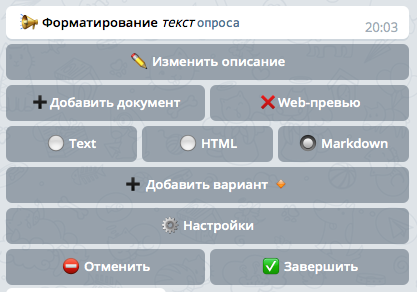 Форматирование текст опроса
20:03
Изменить описание
Добавить документ
Web-превью
Text
HTML
Markdown
Добавить вариант
Настройки
Отменить
Завершить